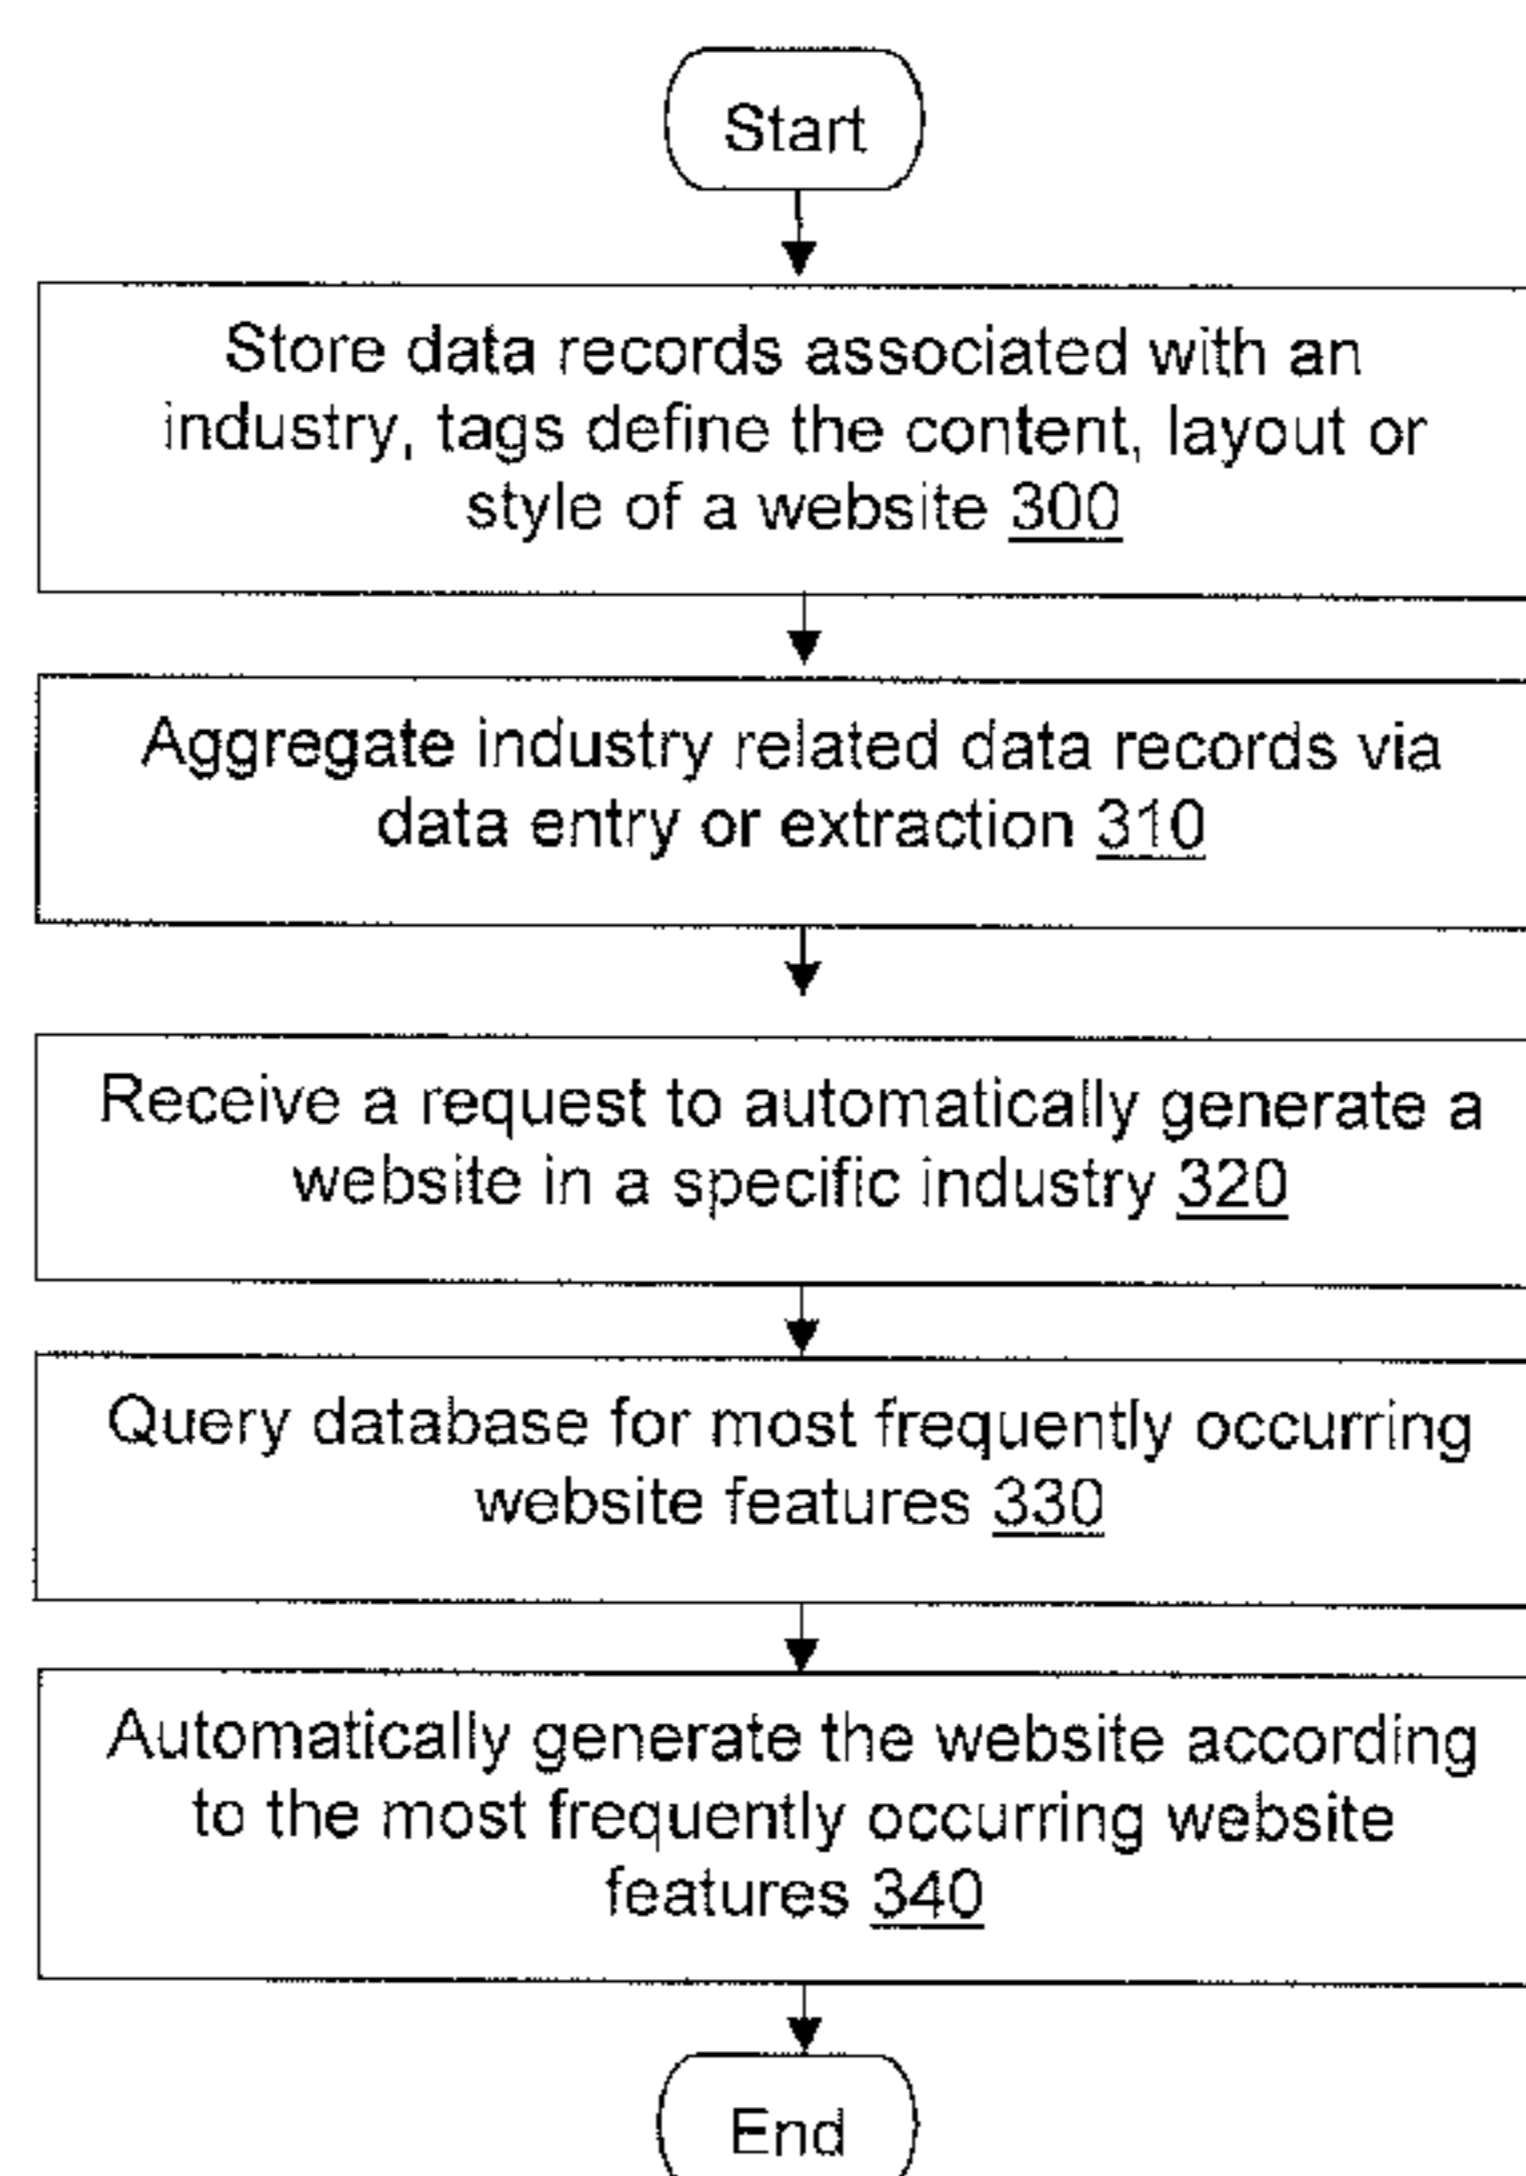 Start
Store data records associated with an
industry, tags define the content, layout or
style of a website 300
Aggregate industry related data records via
data entry or extraction 310
Receive a request to automatically generate a
website in a specific industry 320
Query database for most frequently occurring
website features 330
Automatically generate the website according
to the most frequently occurring website
features 340
End